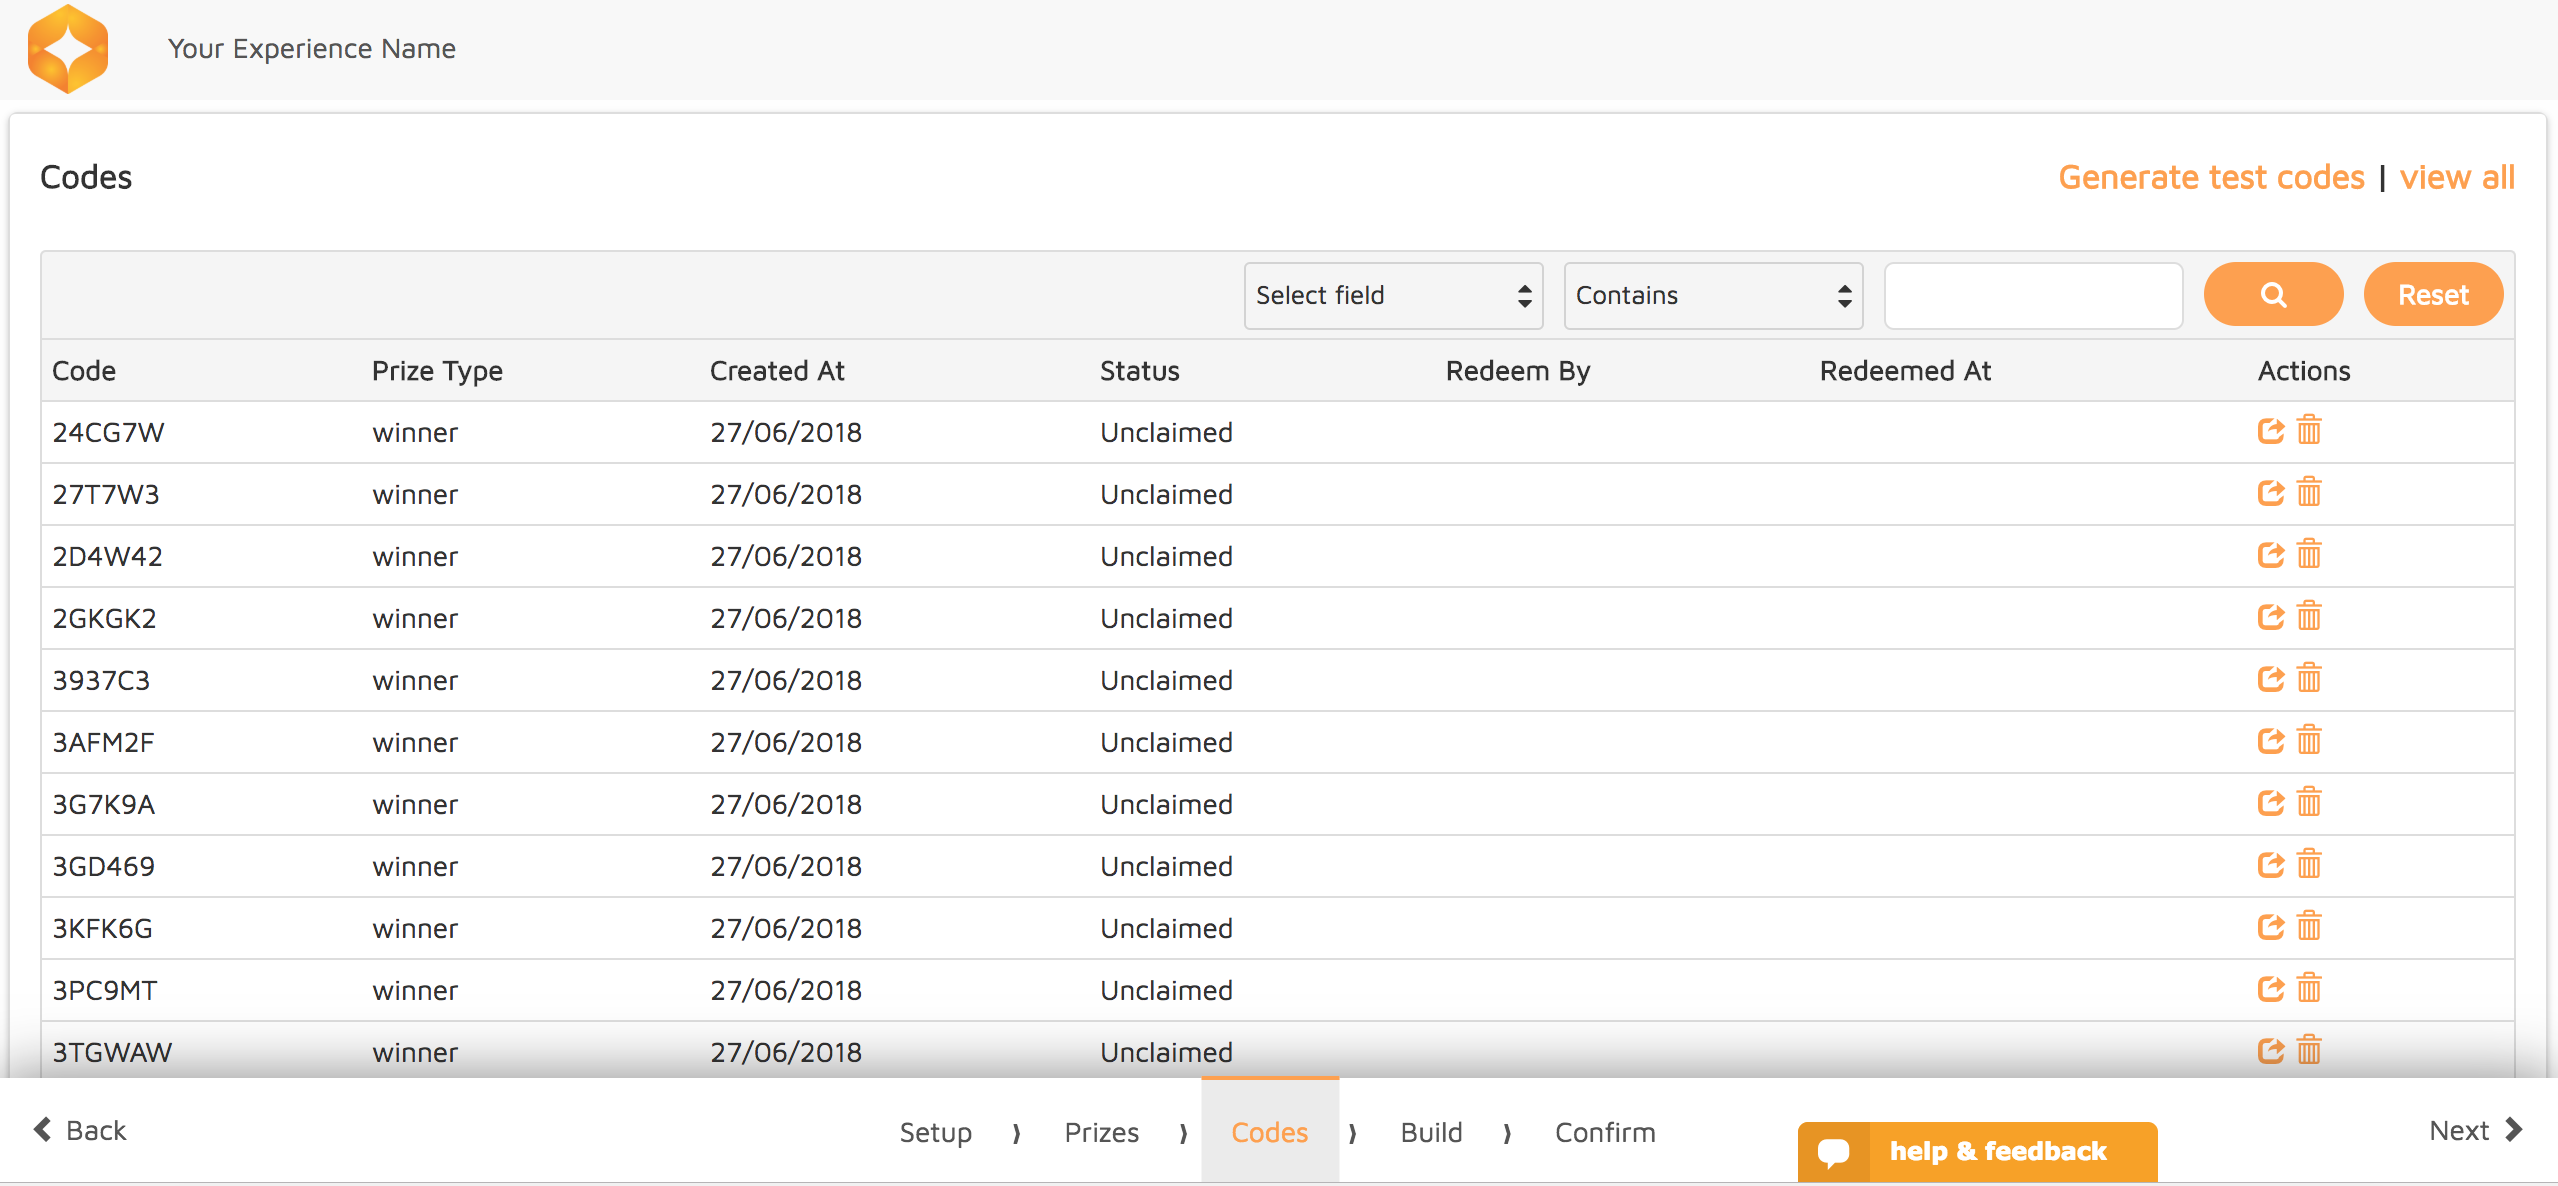 Your Experience Name
Codes
Generate test codes | view all
Select field Contains Reset
Code Prize Type Created At Status Redeem By Redeemed At Actions
24CG7W winner 27/06/2018 Unclaimed
27T7W3 winner 27/06/2018 Unclaimed
2D4W42 winner 27/06/2018 Unclaimed
2GKGK2 winner 27/06/2018 Unclaimed
3937C3 winner 27/06/2018 Unclaimed
3AFM2F winner 27/06/2018 Unclaimed
3G7K9A winner 27/06/2018 Unclaimed
3GD469 winner 27/06/2018 Unclaimed
3KFK6G winner 27/06/2018 Unclaimed
3PC9MT winner 27/06/2018 Unclaimed
3TGWAW winner 27/06/2018 Unclaimed
Back Setup Prizes Codes Build Confirm Next
help & feedback